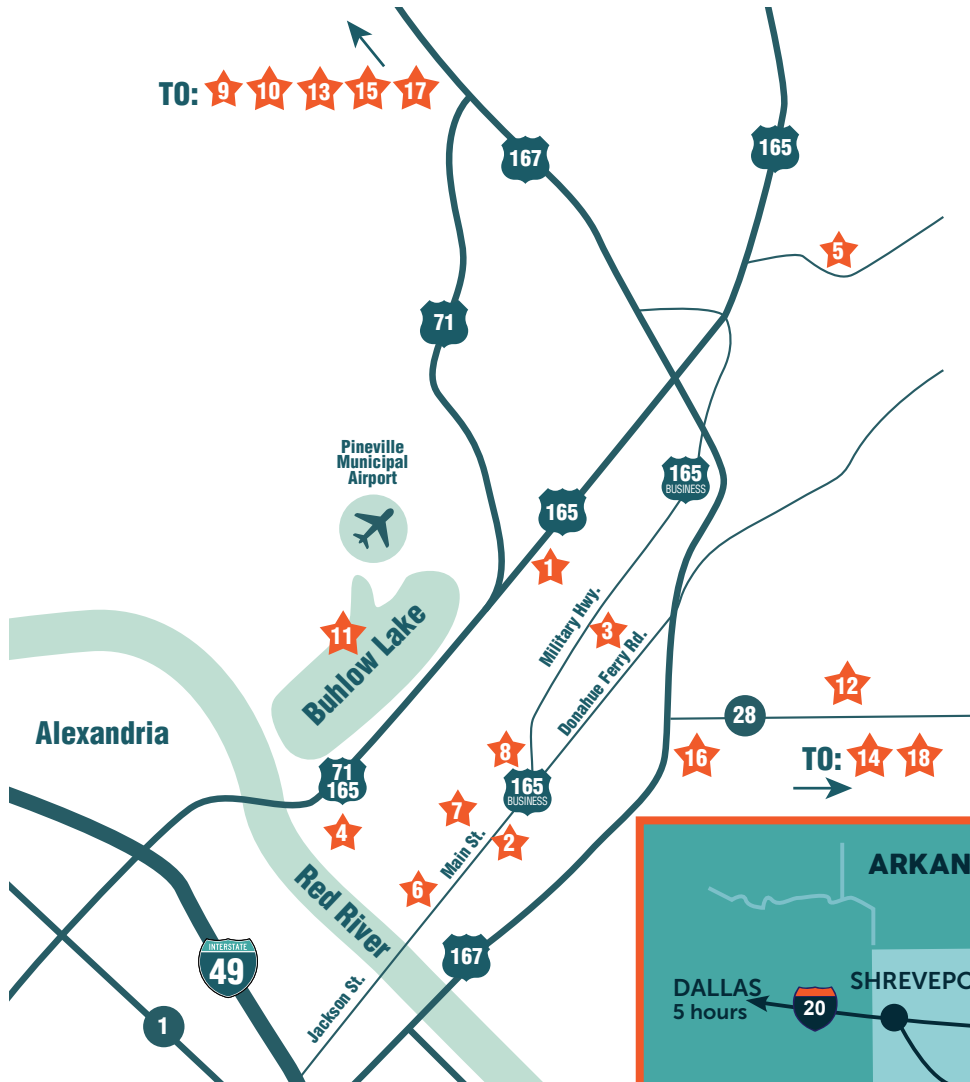 TO: 9 10 13 15 17
167
165
5
71
Pineville
Municipal
Airport
165
BUSINESS
165
1
11
Buhlow Lake
Military Hwy.
3
Donahue Ferry Rd.
12
28
Alexandria
16
TO: 14 18
8
71
165
165
BUSINESS
7
4
2
Main St.
6
Red River
167
INTERSTATE
49
Jackson St.
1
ARKAN
DALLAS
5 hours
20
SHREVEPO